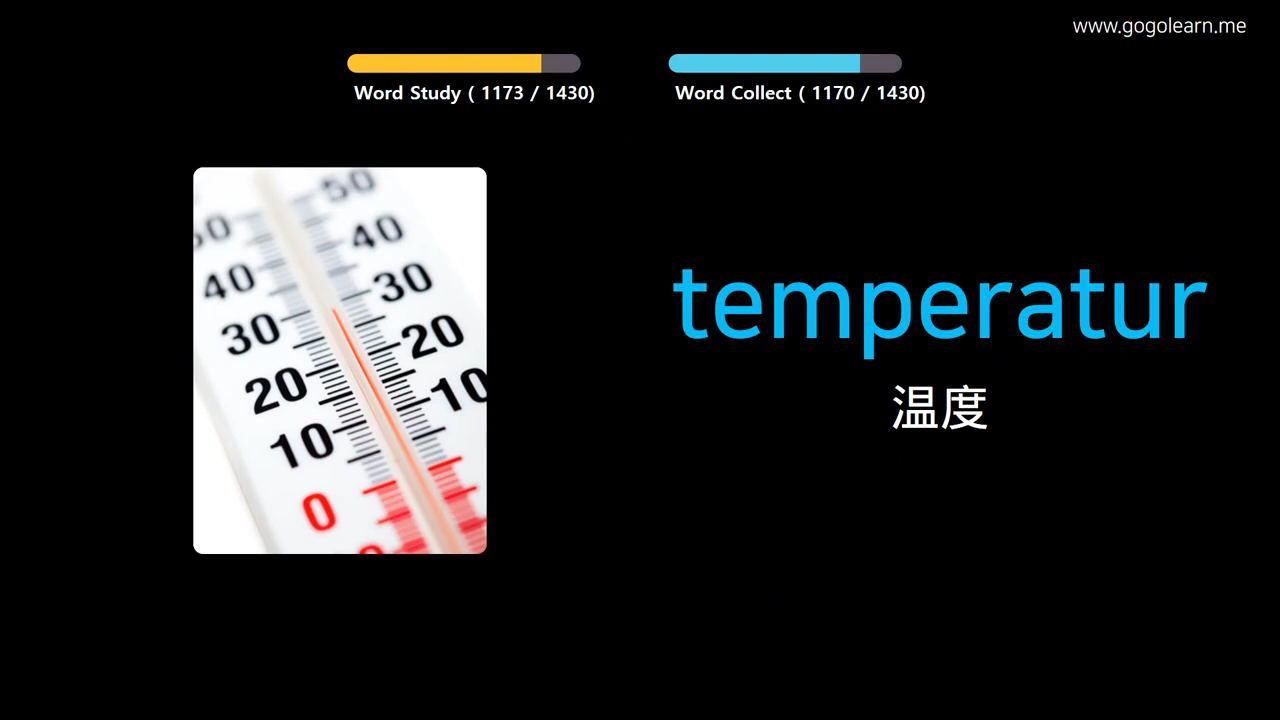 www.gogolearn.me
Word Study ( 1173 / 1430)
Word Collect ( 1170 / 1430)
temperatur
温度
50
40
40
30
30
20
20
10
10
0